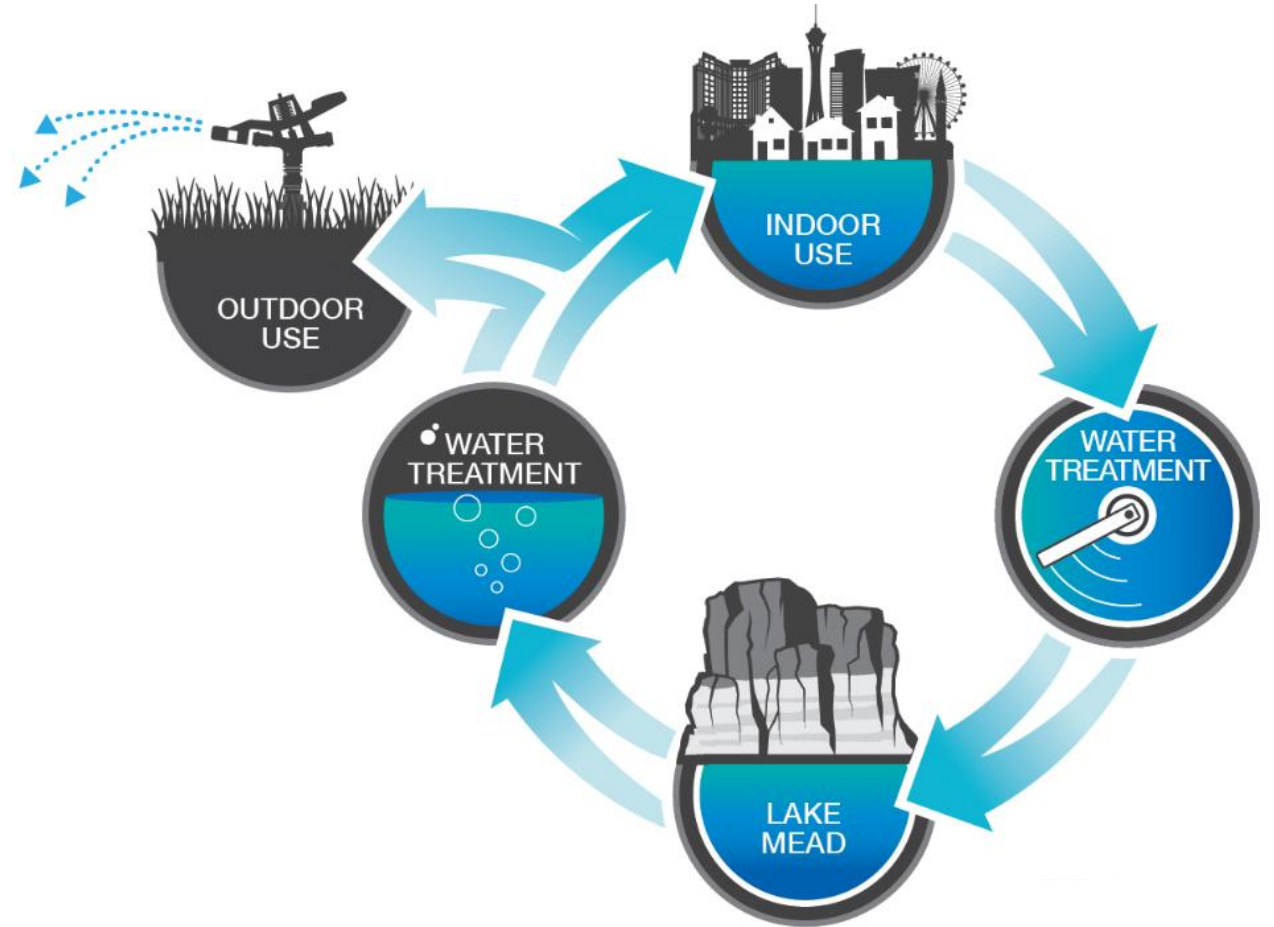 INDOOR
USE
OUTDOOR
USE
WATER
TREATMENT
WATER
TREATMENT
LAKE
MEAD